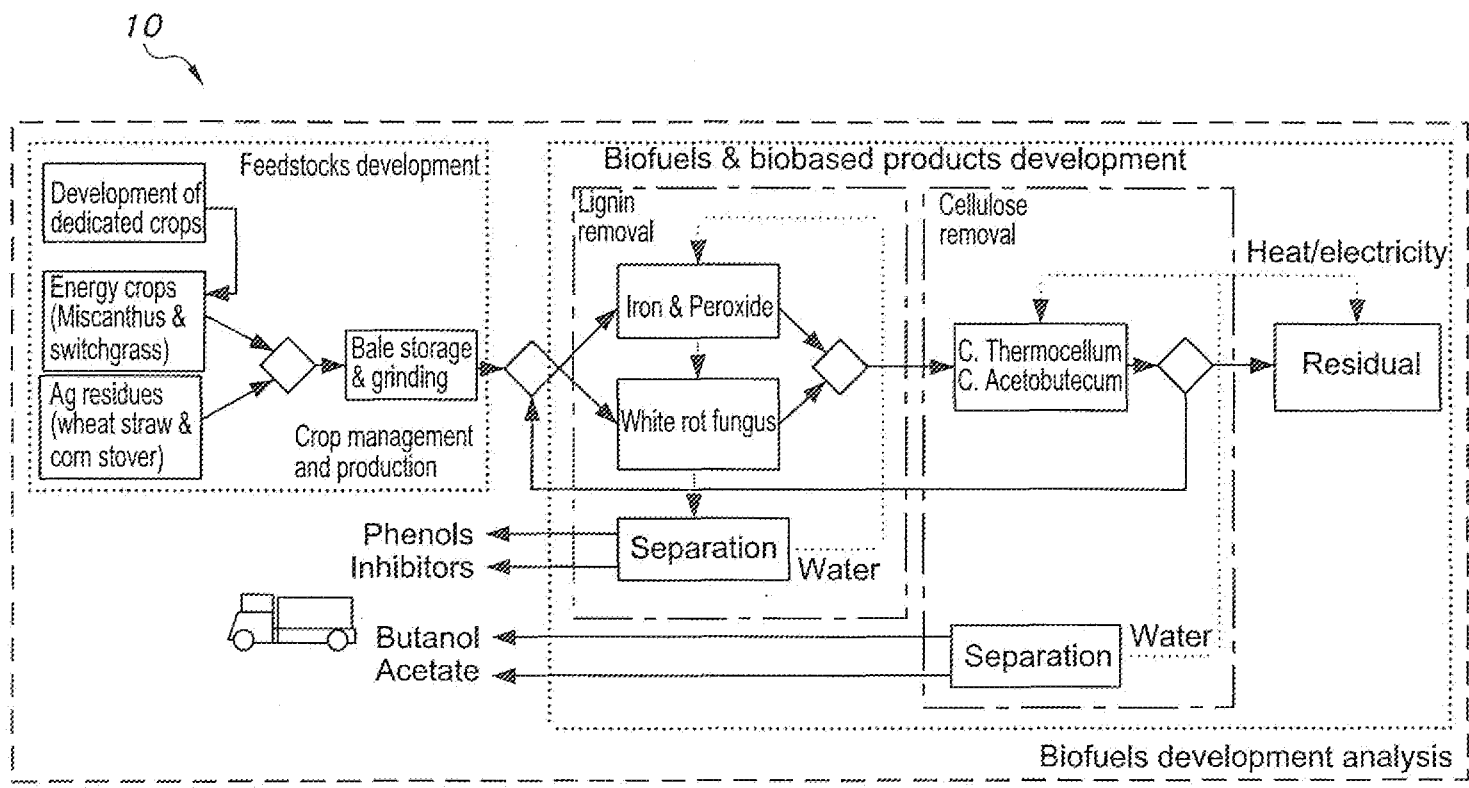 10
Feedstocks development
Development of
dedicated crops
Energy crops
(Miscanthus &
switchgrass)
Ag residues
(wheat straw &
corn stover)
Bale storage
& grinding
Crop management
and production
Biofuels & biobased products development
Lignin
removal
Iron & Peroxide
White rot fungus
Separation
Water
Phenols
Inhibitors
Cellulose
removal
C. Thermocellum
C. Acetobutecum
Heat/electricity
Residual
Butanol
Acetate
Separation
Water
Biofuels development analysis